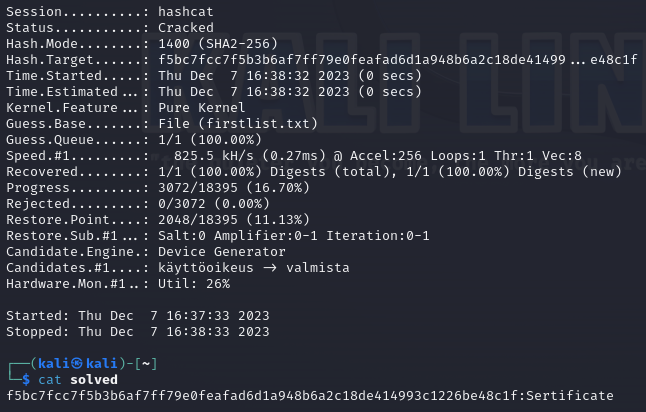 Session..........: hashcat
Status...........: Cracked
Hash.Mode........: 1400 (SHA2-256)
Hash.Target......: f5bc7fcc7f5b3b6af7ff79e0feafad6d1a948b6a2c18de41499...e48c1f
Time.Started.....: Thu Dec  7 16:38:32 2023 (0 secs)
Time.Estimated...: Thu Dec  7 16:38:32 2023 (0 secs)
Kernel.Feature...: Pure Kernel
Guess.Base.......: File (firstlist.txt)
Guess.Queue......: 1/1 (100.00%)
Speed.#1.........:   825.5 kH/s (0.27ms) @ Accel:256 Loops:1 Thr:1 Vec:8
Recovered........: 1/1 (100.00%) Digests (total), 1/1 (100.00%) Digests (new)
Progress.........: 3072/18395 (16.70%)
Rejected.........: 0/3072 (0.00%)
Restore.Point....: 2048/18395 (11.13%)
Restore.Sub.#1...: Salt:0 Amplifier:0-1 Iteration:0-1
Candidate.Engine.: Device Generator
Candidates.#1....: käyttöoikeus -> valmista
Hardware.Mon.#1..: Util: 26%
Started: Thu Dec  7 16:37:33 2023
Stopped: Thu Dec  7 16:38:33 2023
┌──(kali㉿kali)-[~]
└─$ cat solved
f5bc7fcc7f5b3b6af7ff79e0feafad6d1a948b6a2c18de414993c1226be48c1f:Sertificate